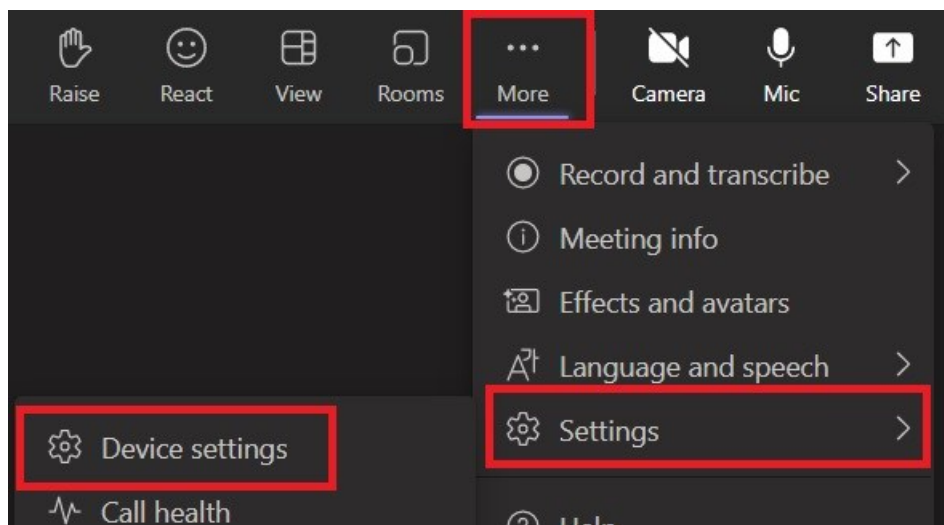 Raise React View Rooms More Camera Mic Share
Record and transcribe
Meeting info
Effects and avatars
Language and speech
Settings
Device settings
Call health
Help